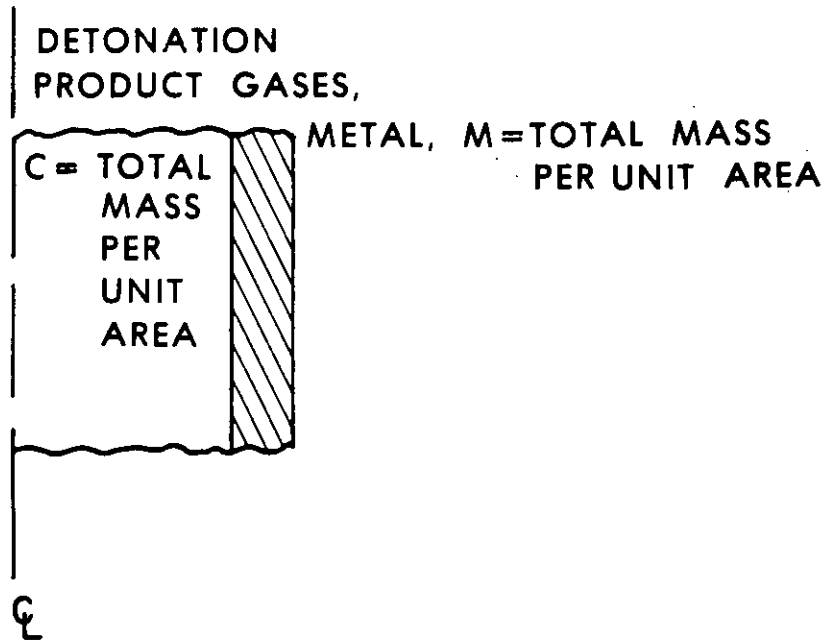 DETONATION
PRODUCT GASES,
METAL, M = TOTAL MASS
PER UNIT AREA
C = TOTAL
MASS
PER
UNIT
AREA
℄